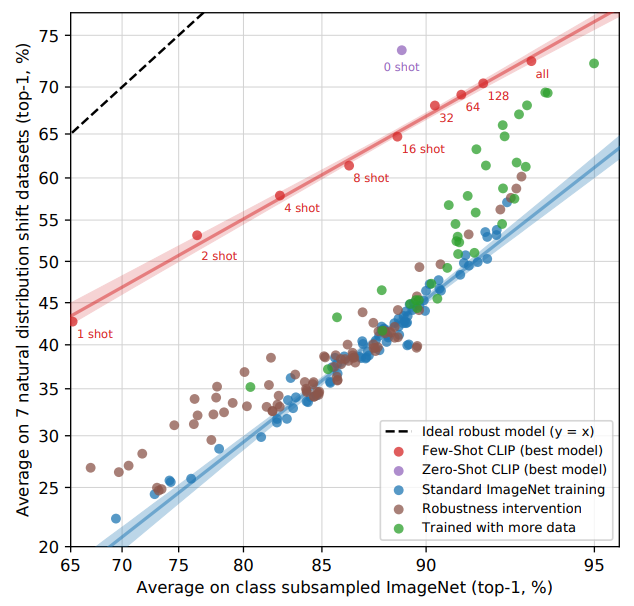 75
70
65
60
55
50
45
40
35
30
25
20
65
70
75
80
85
90
95
Average on 7 natural distribution shift datasets (top-1, %)
Average on class subsampled ImageNet (top-1, %)
0 shot
all
128
64
32
16 shot
8 shot
4 shot
2 shot
1 shot
Ideal robust model (y = x)
Few-Shot CLIP (best model)
Zero-Shot CLIP (best model)
Standard ImageNet training
Robustness intervention
Trained with more data